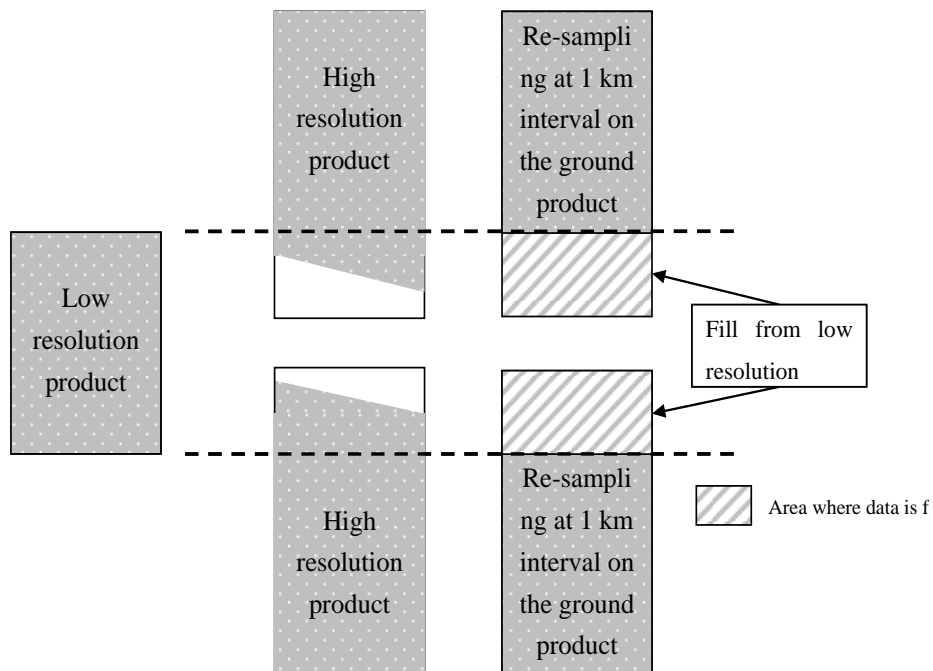 High
resolution
product
Re-sampli
ng at 1 km
interval on
the ground
product
Low
resolution
product
Fill from low
resolution
High
resolution
product
Re-sampli
ng at 1 km
interval on
the ground
product
Area where data is f